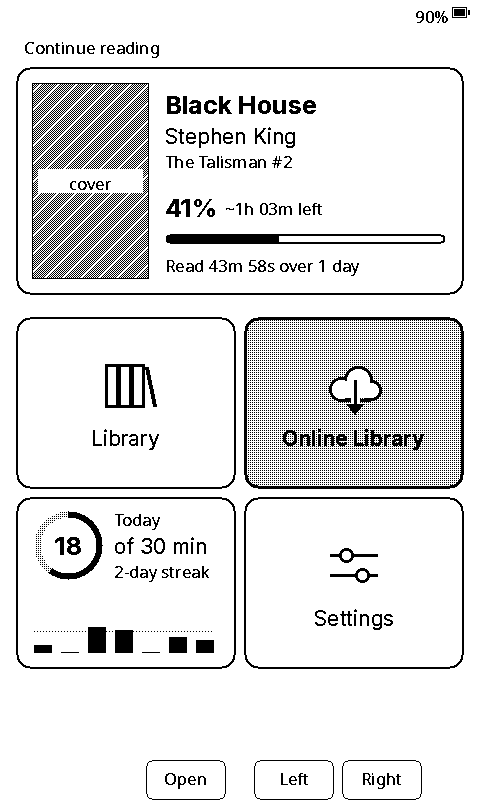 90%
Continue reading
cover
Black House
Stephen King
The Talisman #2
41% ~1h 03m left
Read 43m 58s over 1 day
Library
Online Library
18
Today
of 30 min
2-day streak
Settings
Open
Left
Right